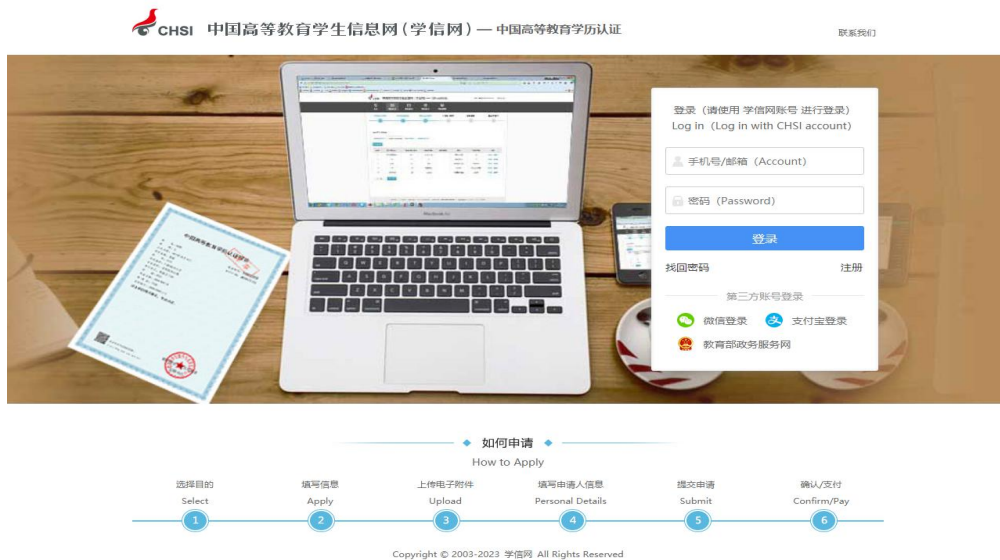 CHSI 中国高等教育学生信息网(学信网)— 中国高等教育学历认证
联系我们
登录（请使用 学信网账号 进行登录）
Log in（Log in with CHSI account）
手机号/邮箱（Account）
密码（Password）
登录
找回密码 注册
第三方账号登录
微信登录 支付宝登录
教育部政务服务网
如何申请
How to Apply
选择目的 填写信息 上传电子附件 填写申请人信息 提交申请 确认/支付
Select Apply Upload Personal Details Submit Confirm/Pay
1 2 3 4 5 6
Copyright © 2003-2023 学信网 All Rights Reserved